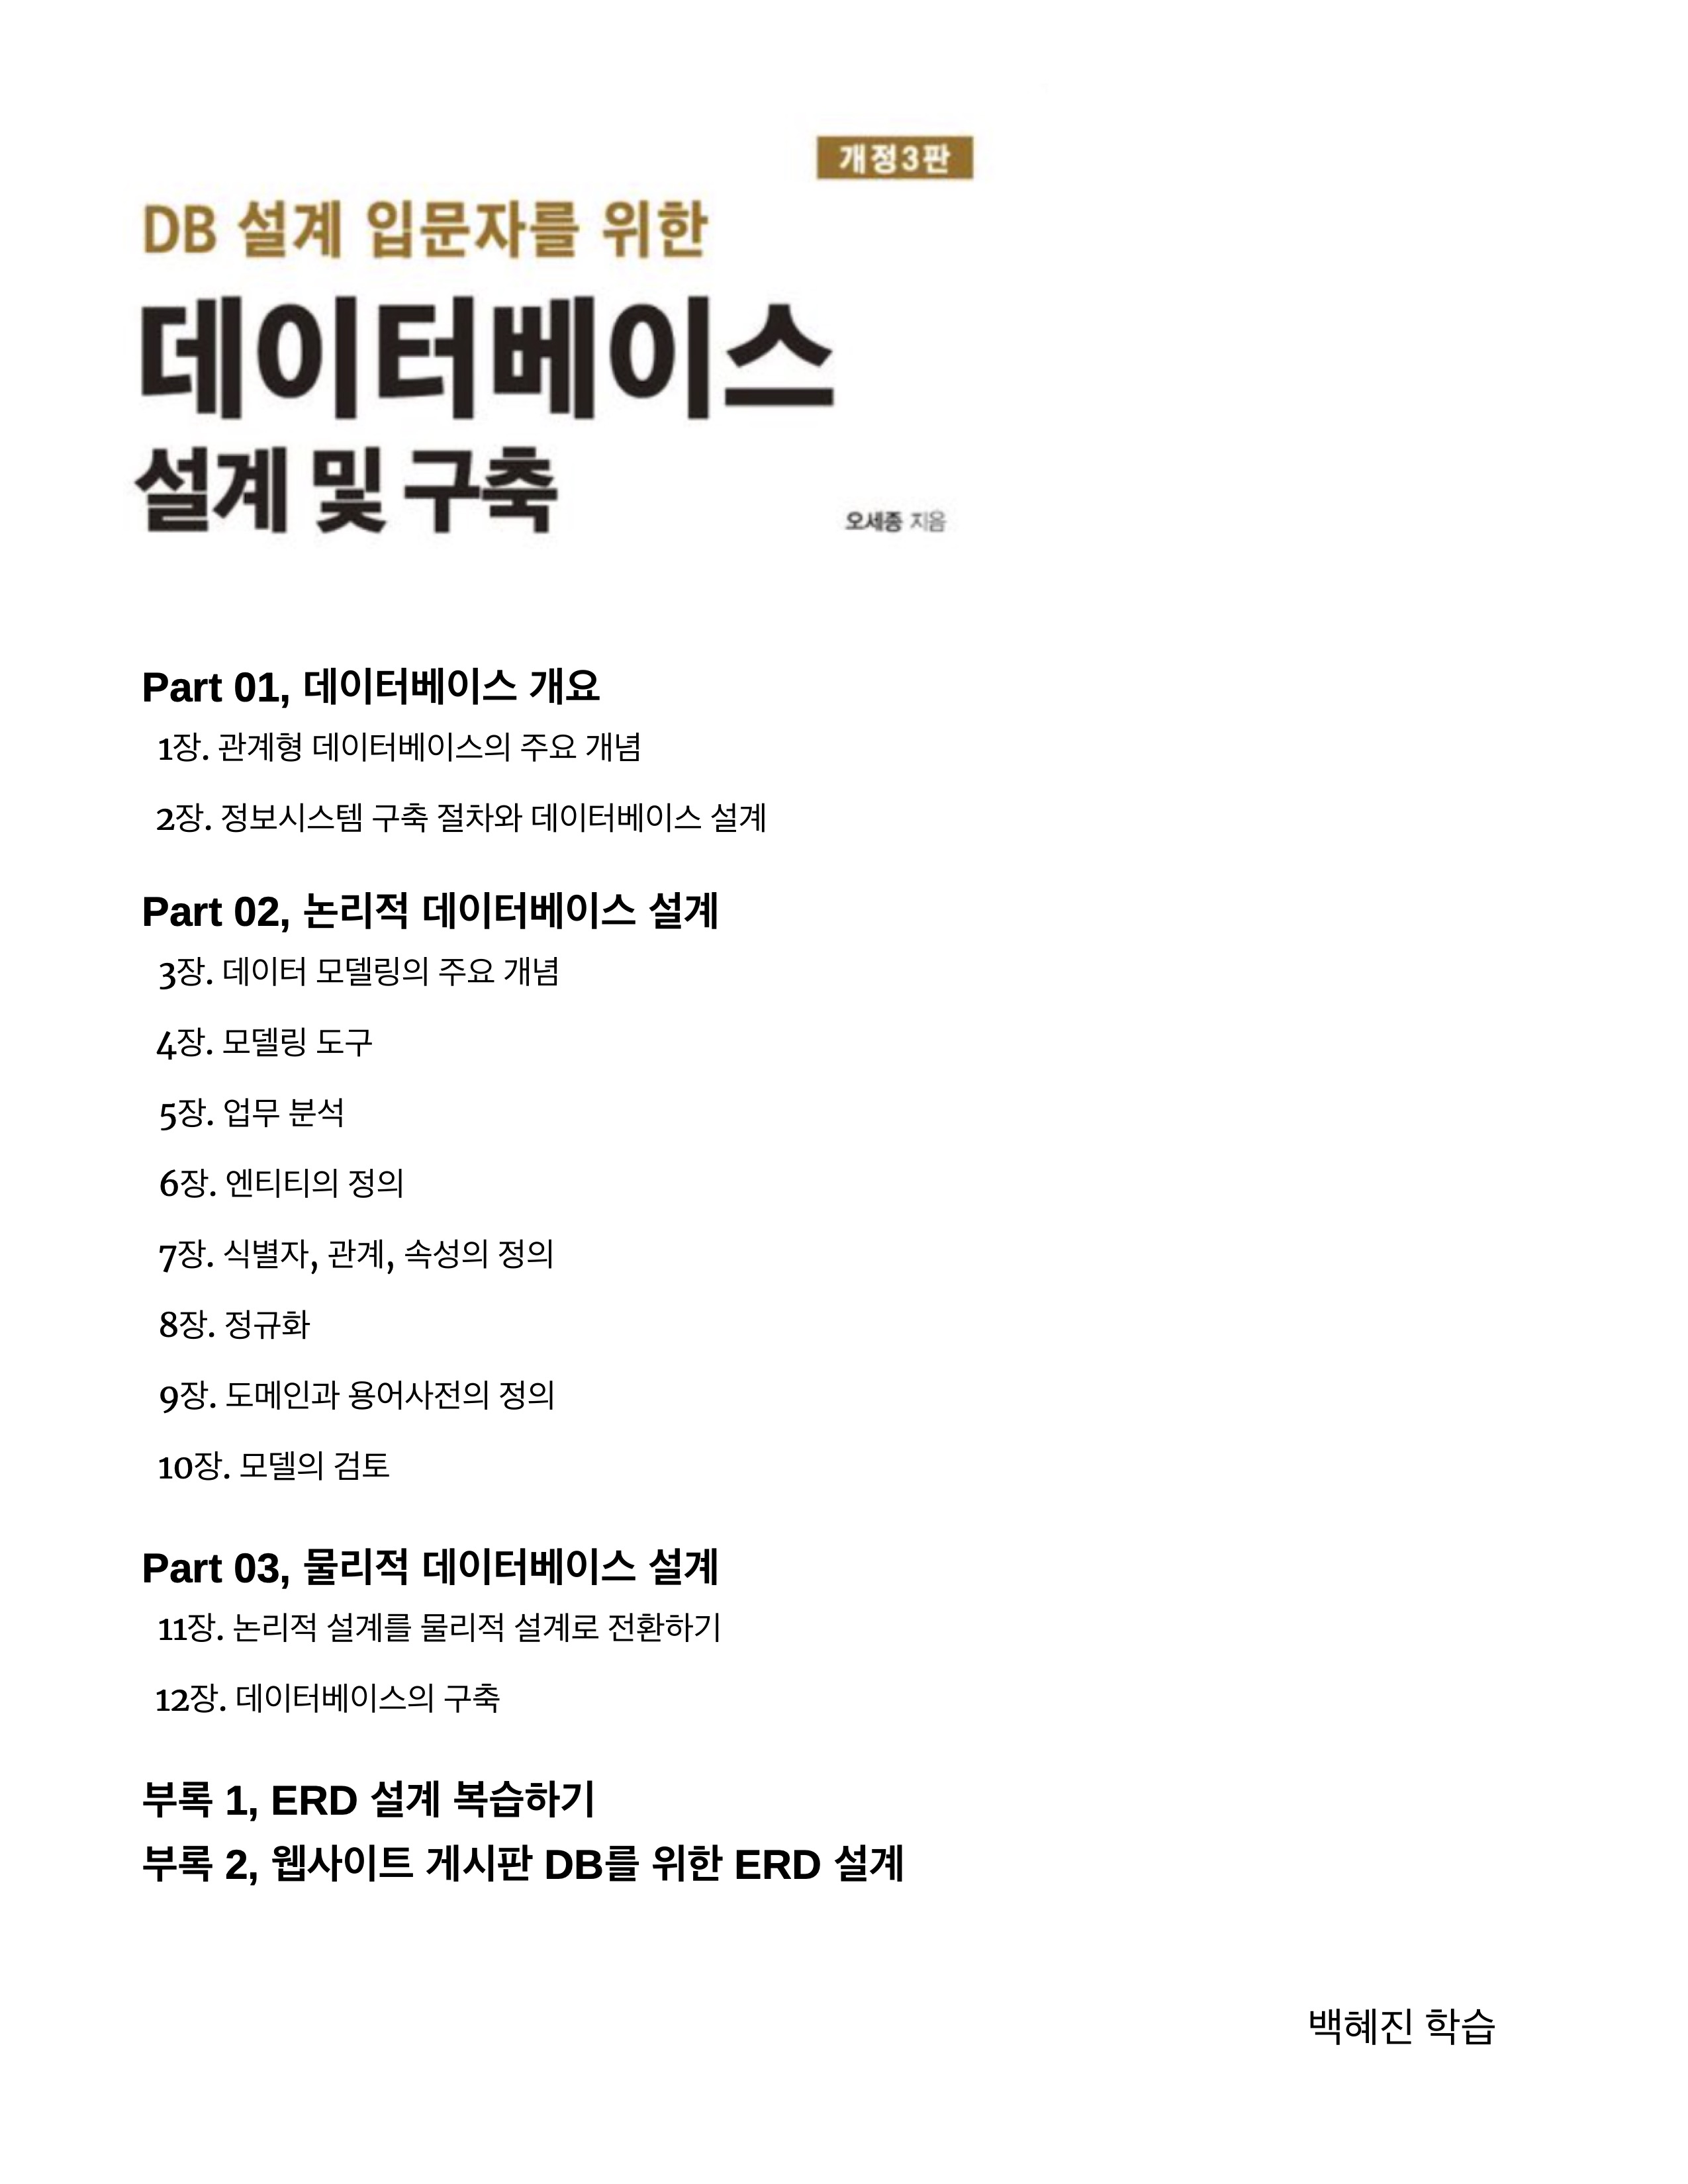 개정3판
DB 설계 입문자를 위한
데이터베이스
설계 및 구축
오세종 지음
Part 01, 데이터베이스 개요
1장. 관계형 데이터베이스의 주요 개념
2장. 정보시스템 구축 절차와 데이터베이스 설계
Part 02, 논리적 데이터베이스 설계
3장. 데이터 모델링의 주요 개념
4장. 모델링 도구
5장. 업무 분석
6장. 엔티티의 정의
7장. 식별자, 관계, 속성의 정의
8장. 정규화
9장. 도메인과 용어사전의 정의
10장. 모델의 검토
Part 03, 물리적 데이터베이스 설계
11장. 논리적 설계를 물리적 설계로 전환하기
12장. 데이터베이스의 구축
부록 1, ERD 설계 복습하기
부록 2, 웹사이트 게시판 DB를 위한 ERD 설계
백혜진 학습